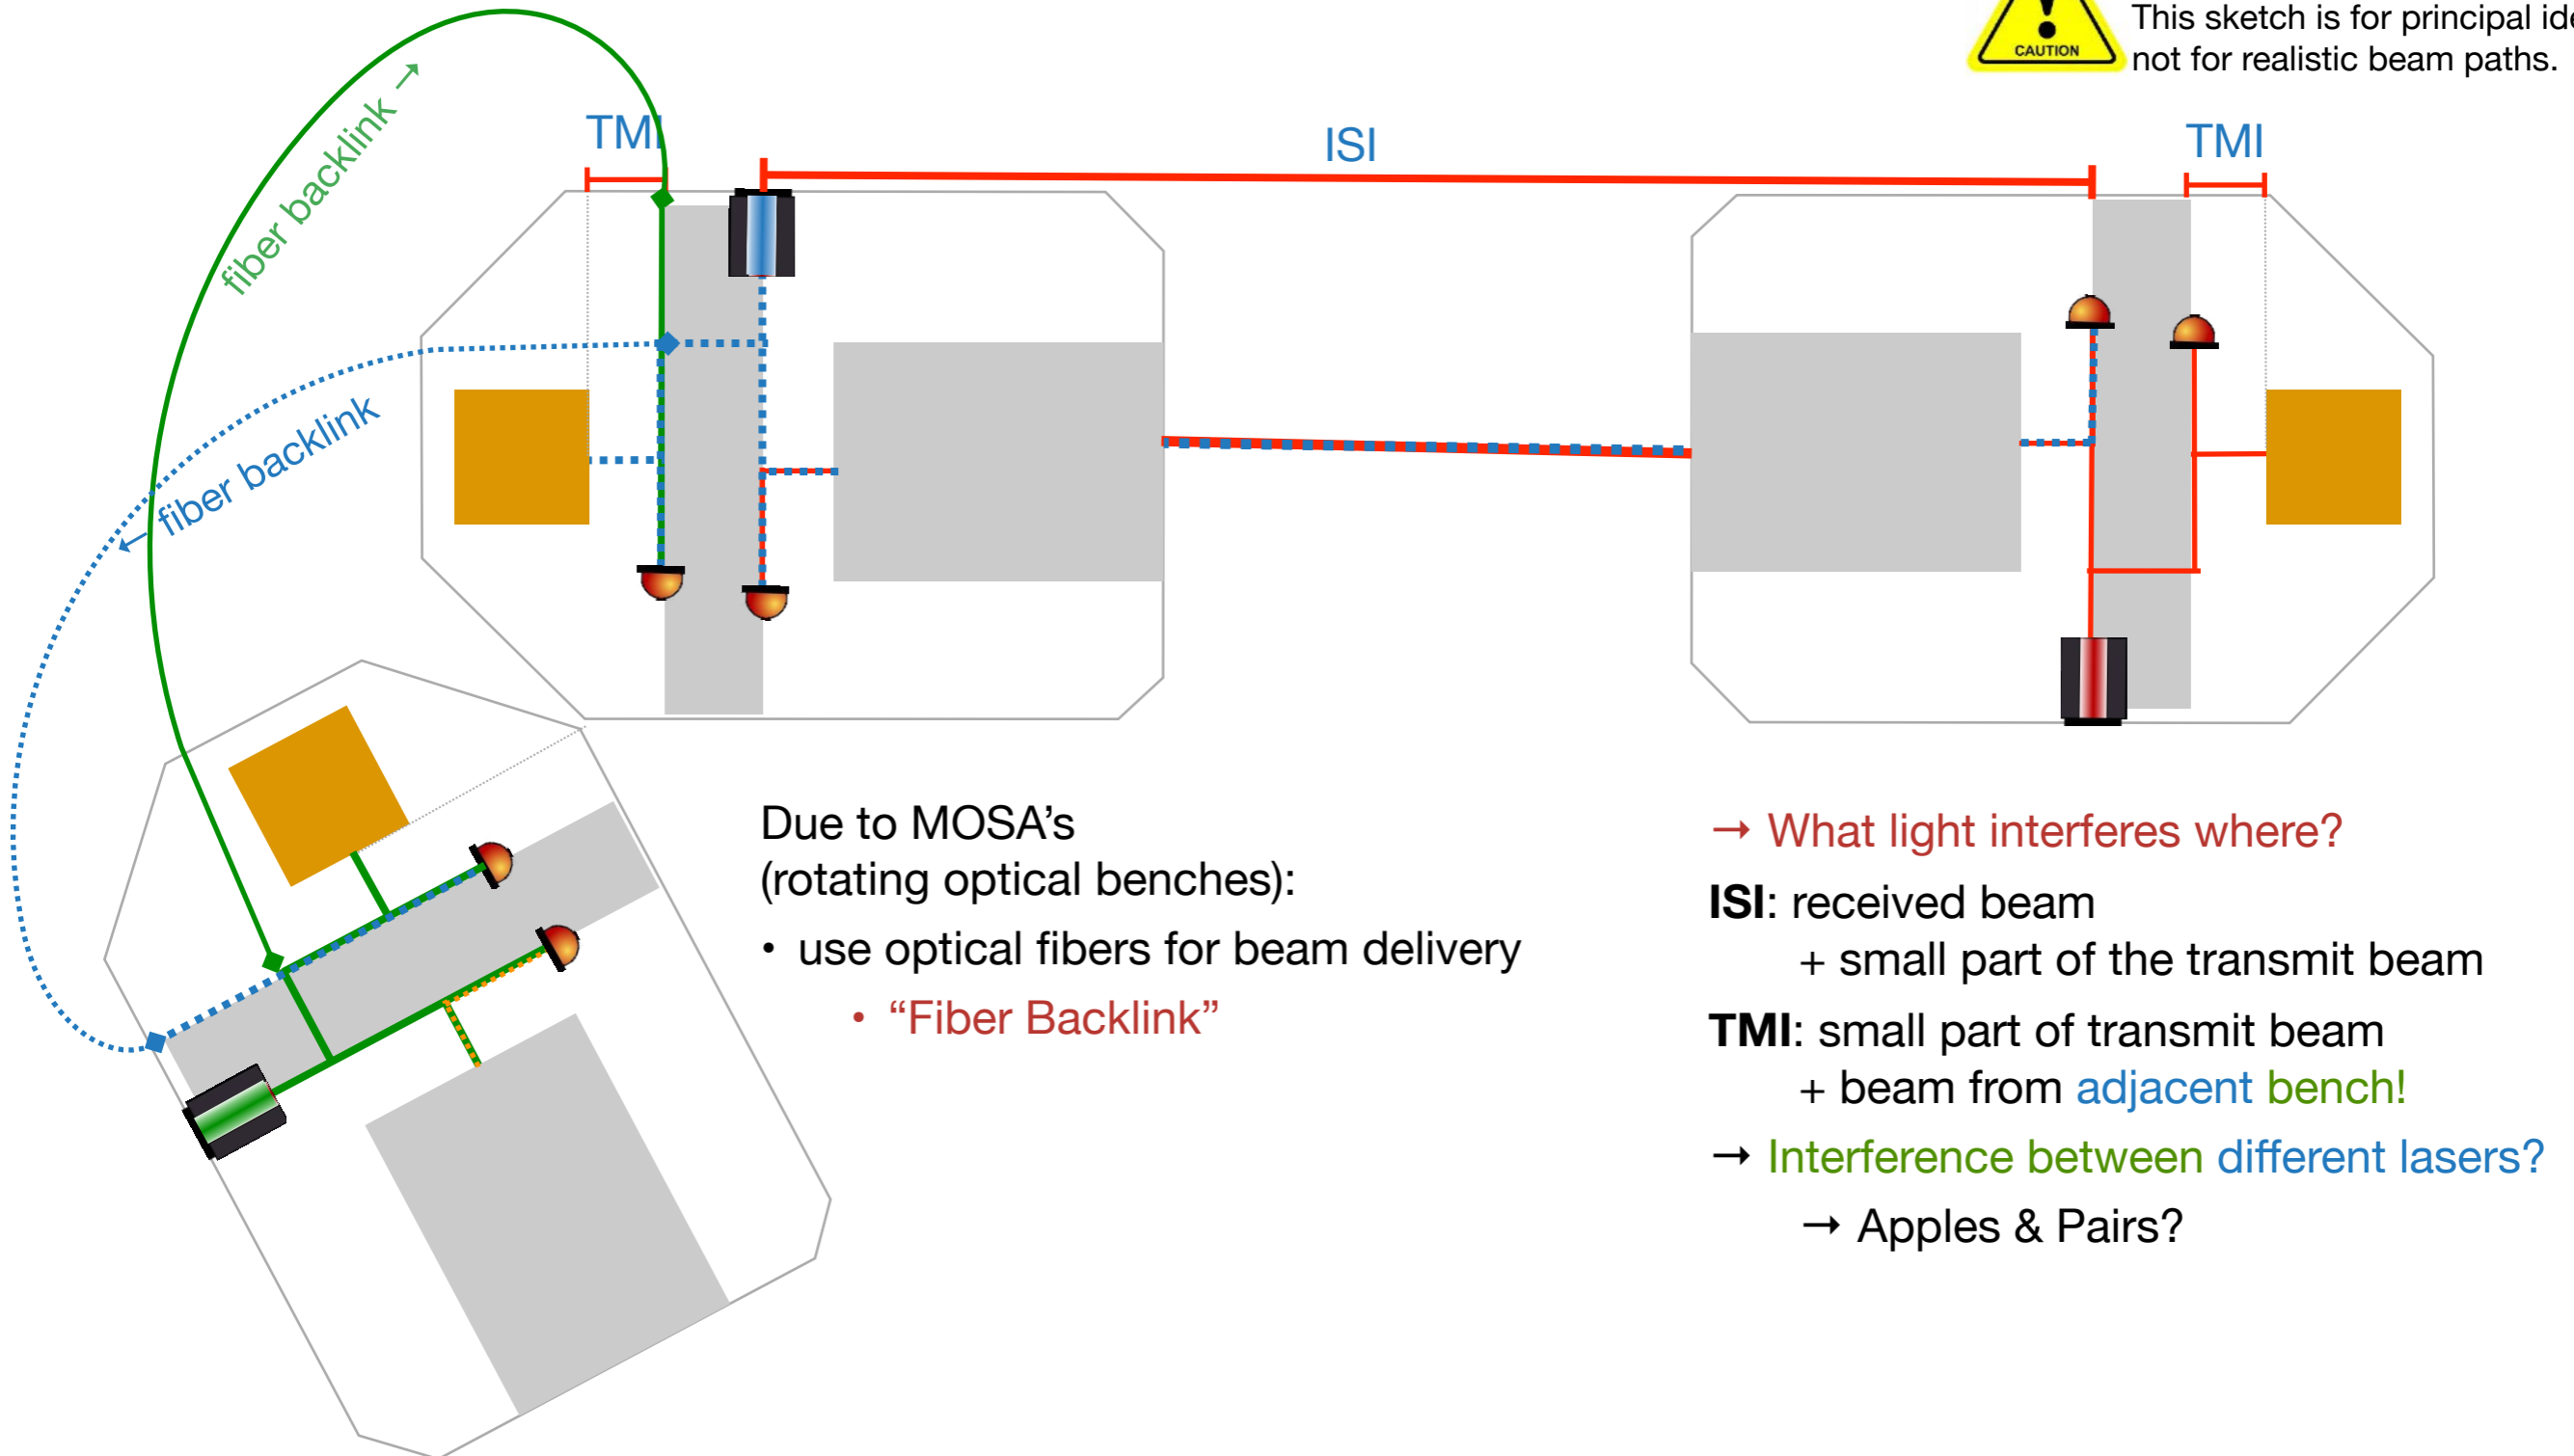 CAUTION
This sketch is for principal
not for realistic beam paths.
fiber backlink →
TMI
ISI
TMI
← fiber backlink
Due to MOSA’s
(rotating optical benches):
• use optical fibers for beam delivery
• “Fiber Backlink”
→ What light interferes where?
ISI: received beam
+ small part of the transmit beam
TMI: small part of transmit beam
+ beam from adjacent bench!
→ Interference between different lasers?
→ Apples & Pairs?